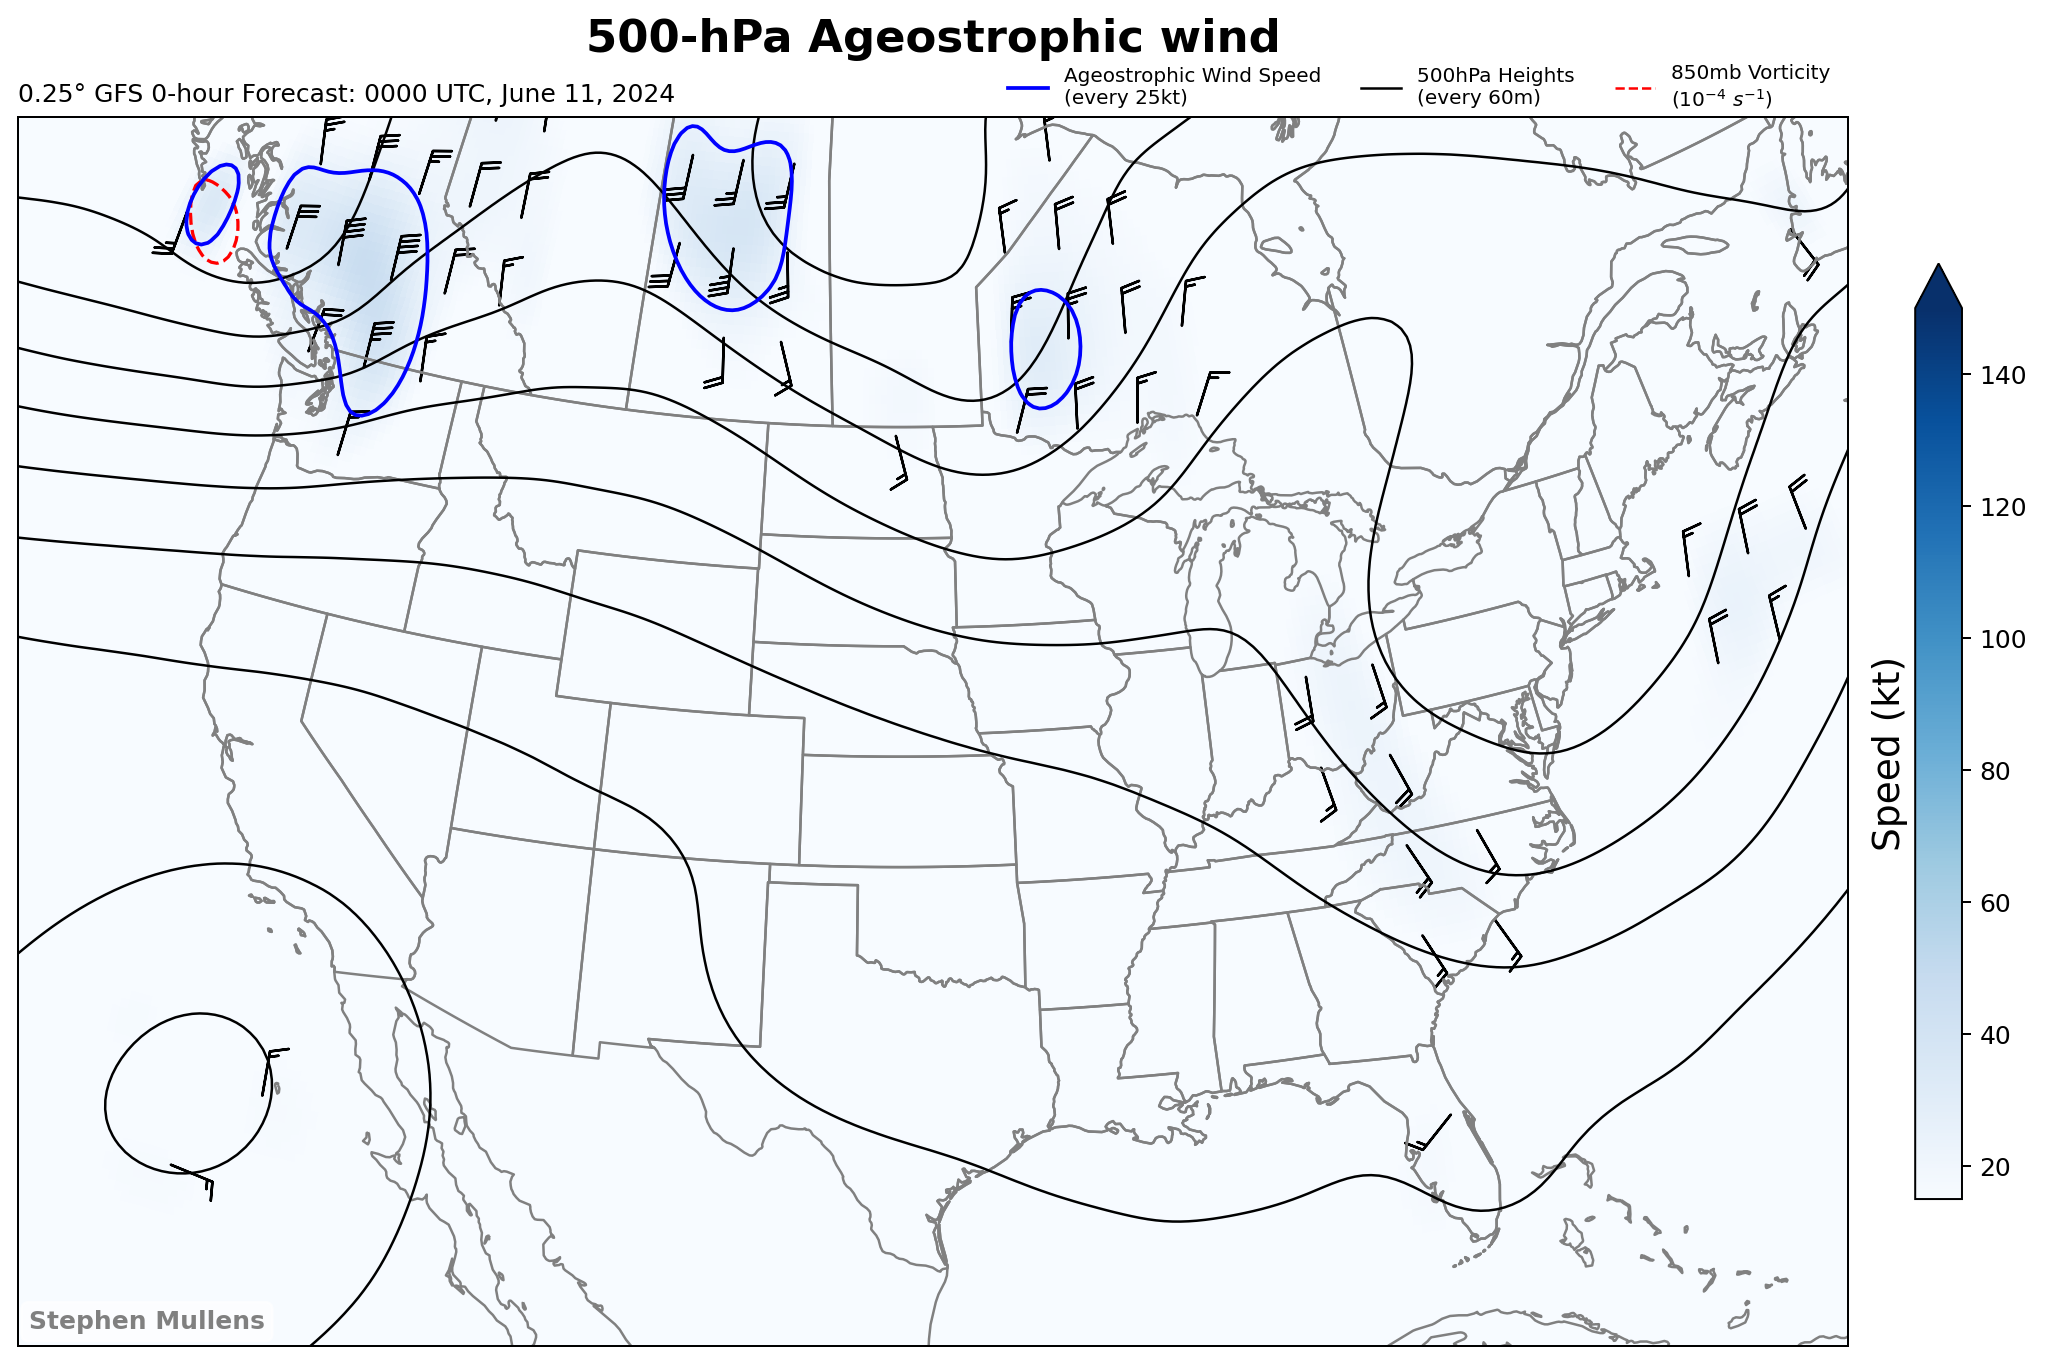 500-hPa Ageostrophic wind
0.25° GFS 0-hour Forecast: 0000 UTC, June 11, 2024
Ageostrophic Wind Speed
(every 25kt)
500hPa Heights
(every 60m)
850mb Vorticity
(10⁻⁴ s⁻¹)
140
120
100
80
60
40
20
Speed (kt)
Stephen Mullens